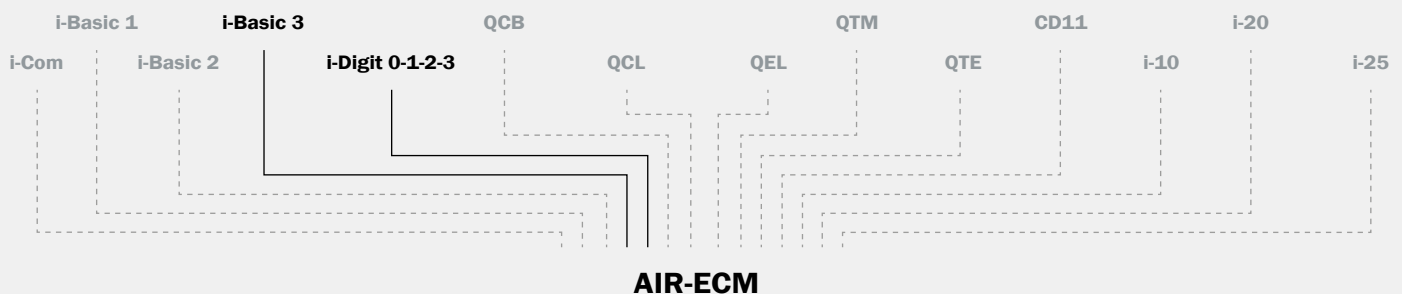 i-Basic 1 i-Basic 3 QCB QTM CD11 i-20
i-Com i-Basic 2 i-Digit 0-1-2-3 QCL QEL QTE i-10 i-25
AIR-ECM